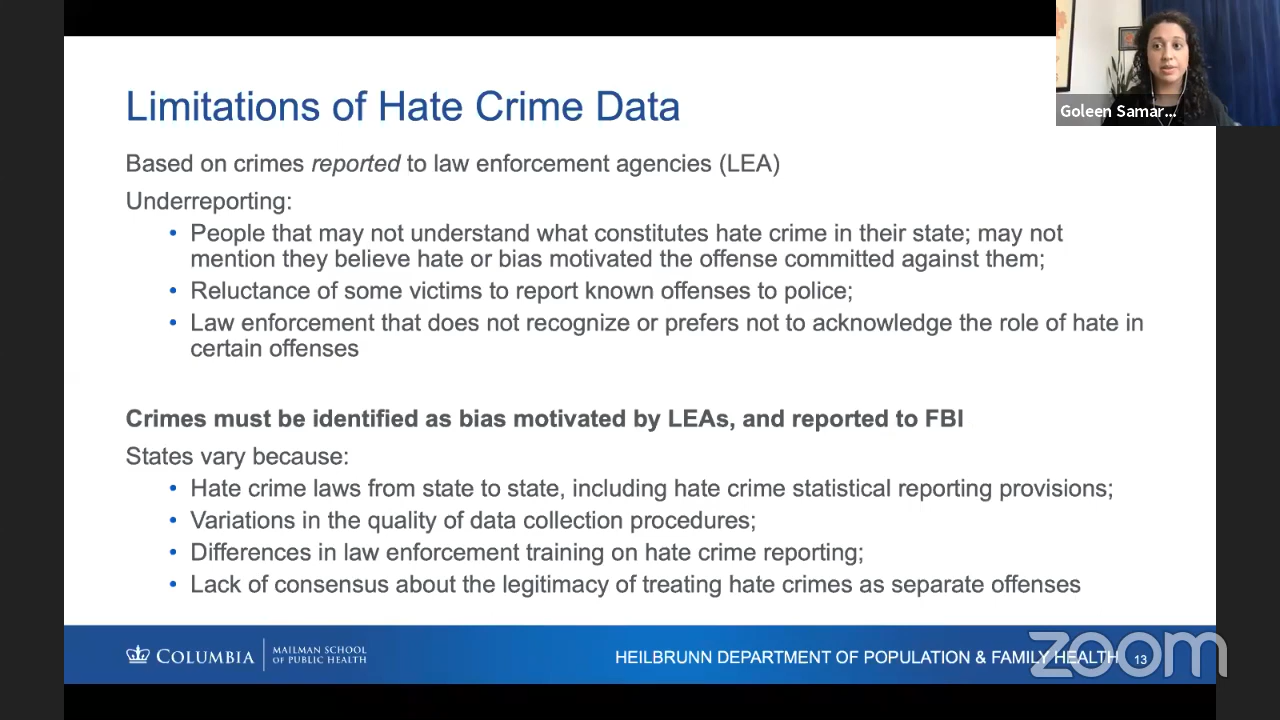 Limitations of Hate Crime Data
Goleen Samar...
Based on crimes reported to law enforcement agencies (LEA)
Underreporting:
• People that may not understand what constitutes hate crime in their state; may not
mention they believe hate or bias motivated the offense committed against them;
• Reluctance of some victims to report known offenses to police;
• Law enforcement that does not recognize or prefers not to acknowledge the role of hate in
certain offenses
Crimes must be identified as bias motivated by LEAs, and reported to FBI
States vary because:
• Hate crime laws from state to state, including hate crime statistical reporting provisions;
• Variations in the quality of data collection procedures;
• Differences in law enforcement training on hate crime reporting;
• Lack of consensus about the legitimacy of treating hate crimes as separate offenses
COLUMBIA
MAILMAN SCHOOL
OF PUBLIC HEALTH
HEILBRUNN DEPARTMENT OF POPULATION & FAMILY HEALTH
13
zoom